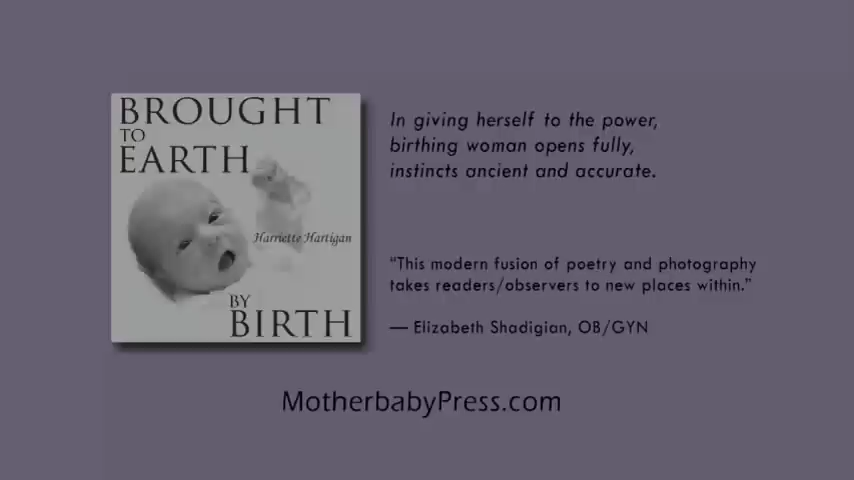 BROUGHT
TO
EARTH
Harriette Hartigan
BY
BIRTH
In giving herself to the power,
birthing woman opens fully,
instincts ancient and accurate.
“This modern fusion of poetry and photography
takes readers/observers to new places within.”
— Elizabeth Shadigian, OB/GYN
MotherbabyPress.com